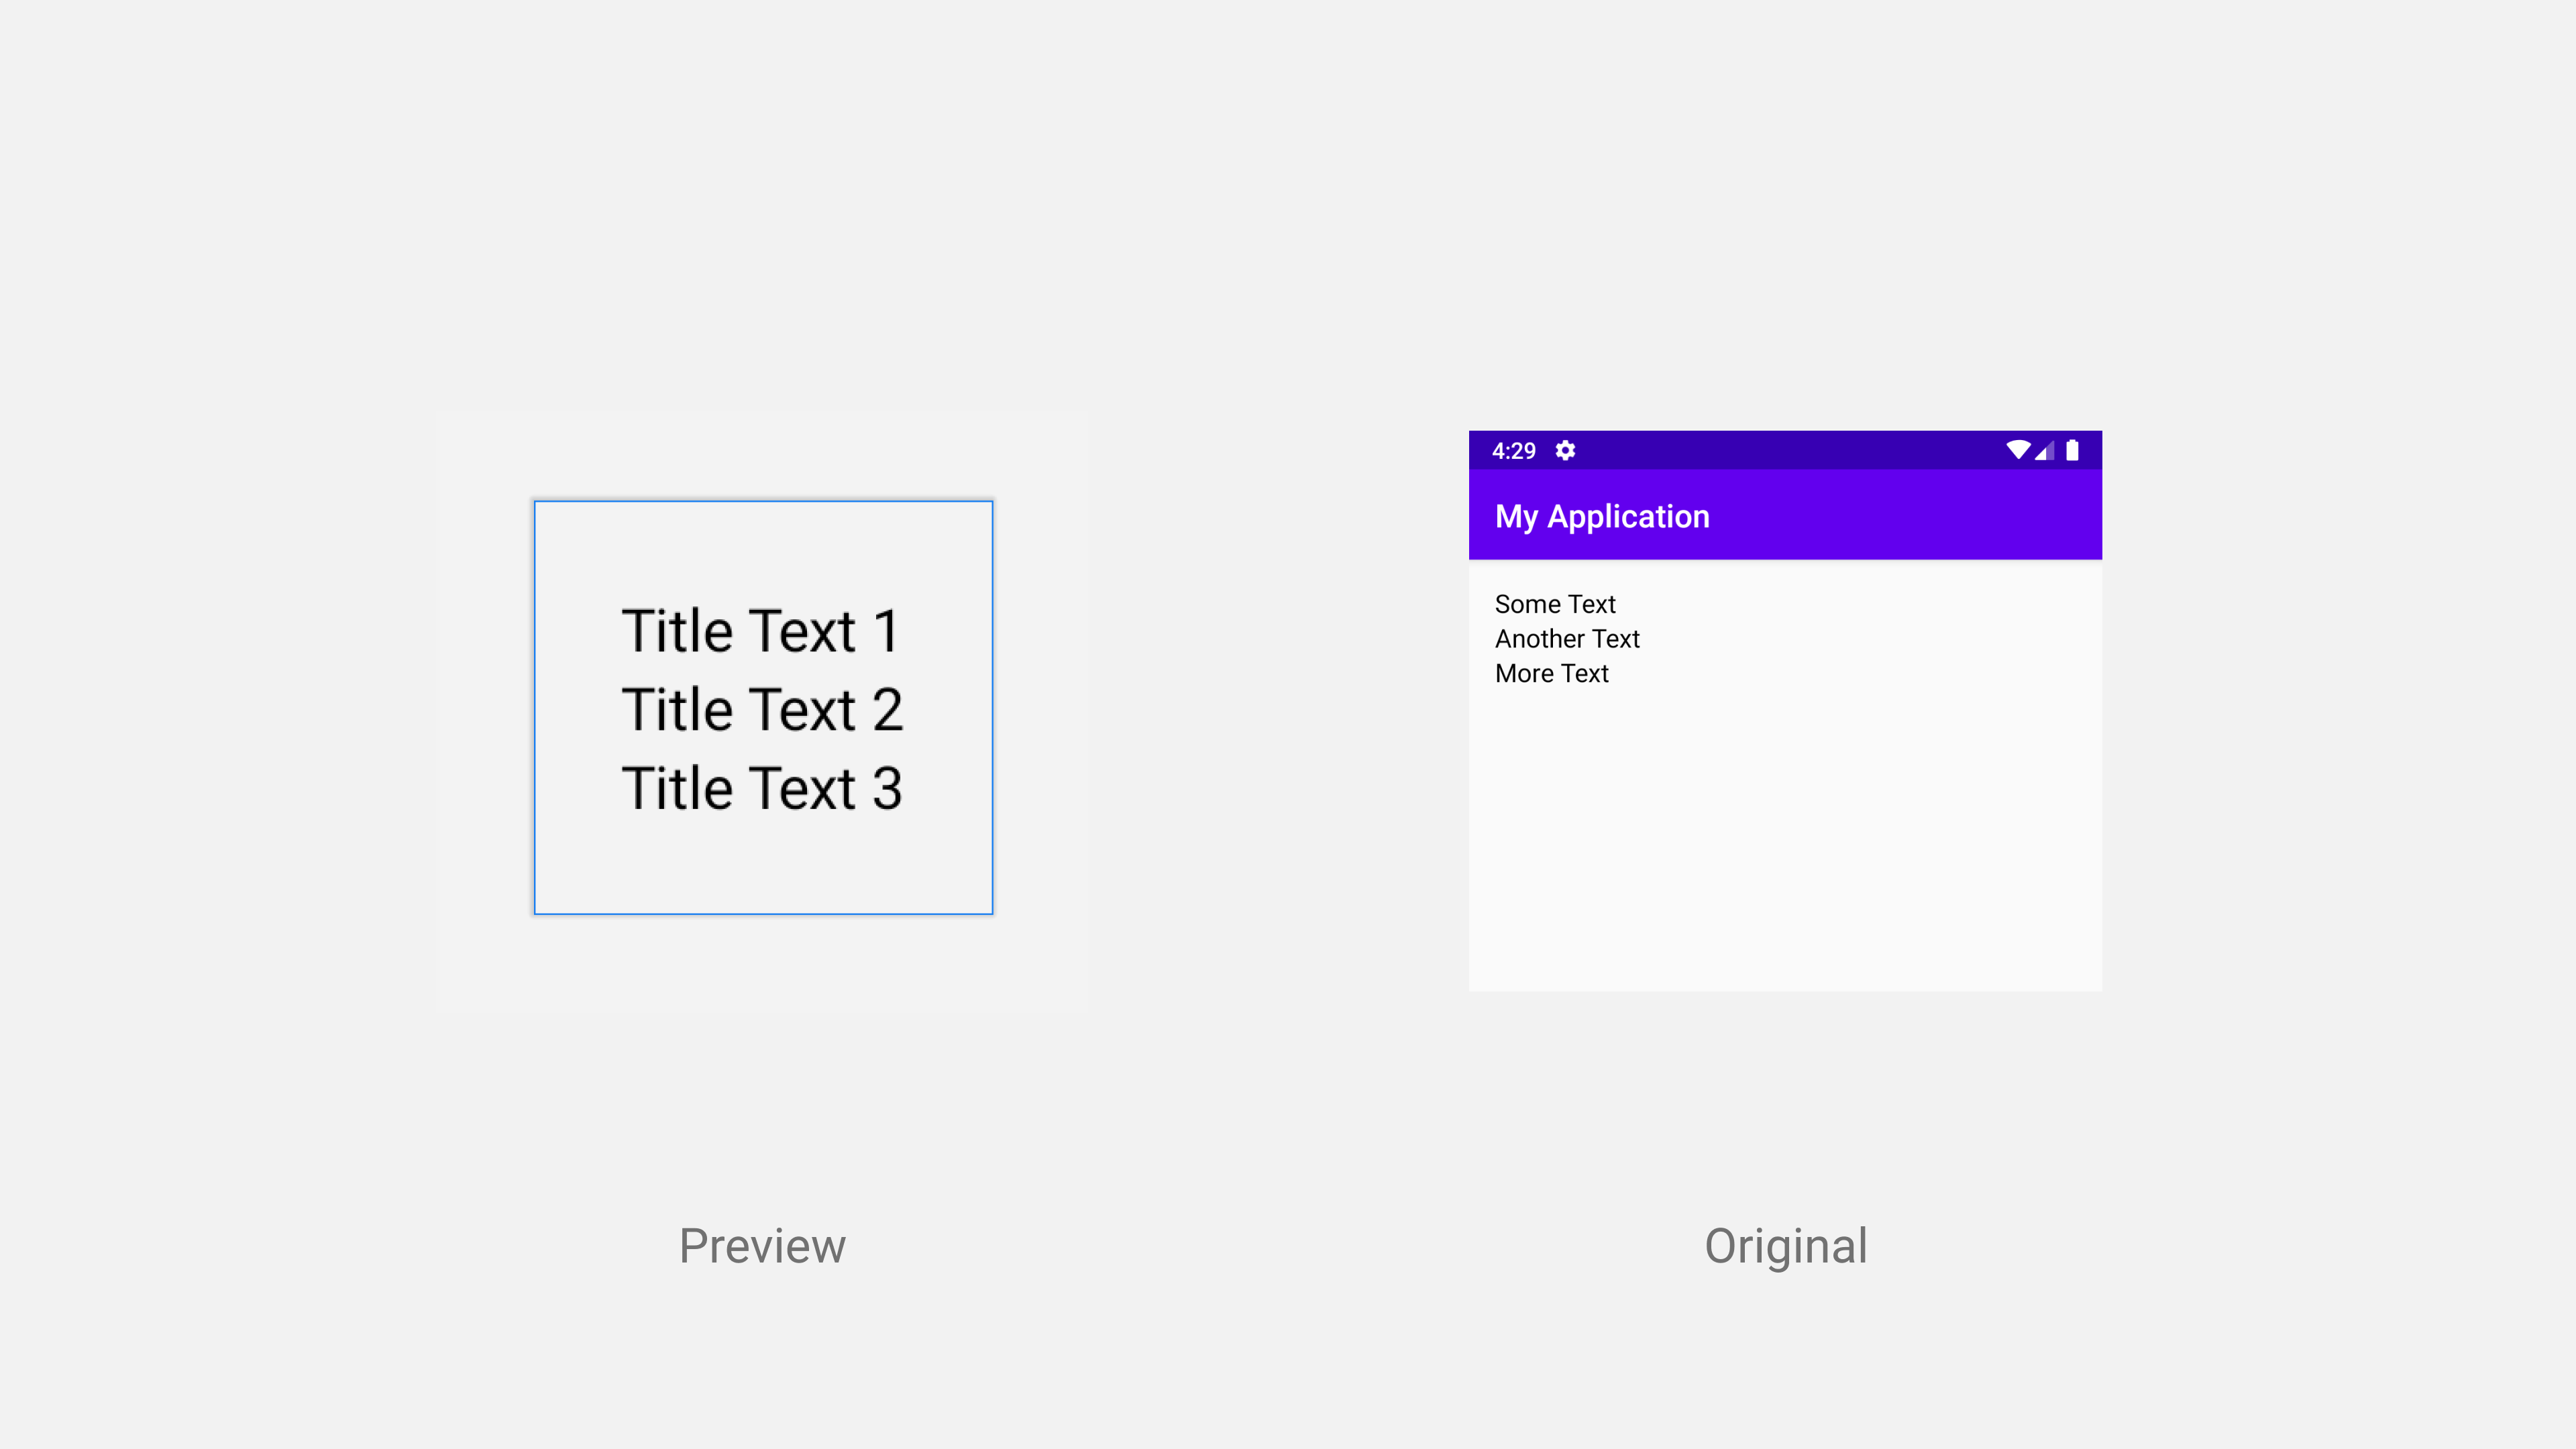 Title Text 1
Title Text 2
Title Text 3
Preview
4:29
My Application
Some Text
Another Text
More Text
Original